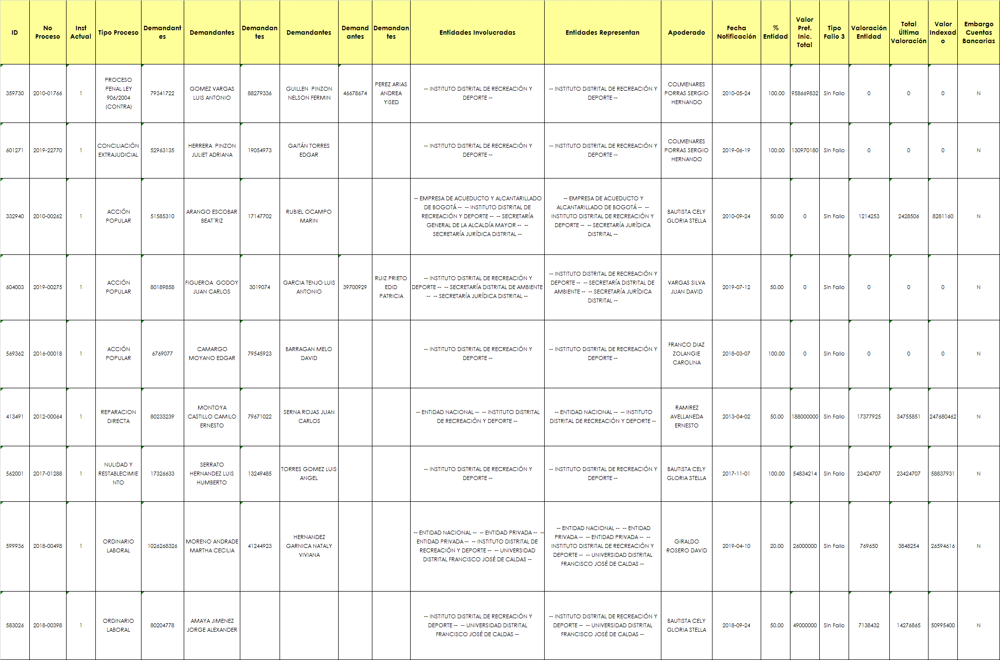 ID
No
Proceso
Inst
Actual
Tipo Proceso
Demandant
es
Demandantes
Demandan
tes
Demandantes
Demand
antes
Demandan
tes
Entidades Involucradas
Entidades Representan
Apoderado
Fecha
Notificación
%
Entidad
Valor
Pret.
Inic.
Total
Tipo
Fallo 3
Valoración
Entidad
Total
Última
Valoración
Valor
Indexad
o
Embargo
Cuentas
Bancarias
359730
2010-01766
1
PROCESO
PENAL LEY
906/2004
(CONTRA)
79341722
GOMEZ VARGAS
LUIS ANTONIO
88279336
GUILLEN  PINZON
NELSON FERMIN
46678674
PEREZ ARIAS
ANDREA
YISED
-- INSTITUTO DISTRITAL DE RECREACIÓN Y
DEPORTE --
-- INSTITUTO DISTRITAL DE RECREACIÓN Y
DEPORTE --
COLMENARES
PORRAS SERGIO
HERNANDO
2010-05-24
100.00
958669832
Sin Fallo
0
0
0
N
601271
2019-22770
1
CONCILIACIÓN
EXTRAJUDICIAL
52963135
HERRERA  PINZON
JULIET ADRIANA
19054973
GAITÁN TORRES
EDGAR
-- INSTITUTO DISTRITAL DE RECREACIÓN Y
DEPORTE --
-- INSTITUTO DISTRITAL DE RECREACIÓN Y
DEPORTE --
COLMENARES
PORRAS SERGIO
HERNANDO
2019-06-19
100.00
130970180
Sin Fallo
0
0
0
N
332940
2010-00262
1
ACCIÓN
POPULAR
51585310
ARANGO ESCOBAR
BEAT´RIZ
17147702
RUBIEL OCAMPO
MARIN
-- EMPRESA DE ACUEDUCTO Y ALCANTARILLADO
DE BOGOTÁ --  -- INSTITUTO DISTRITAL DE
RECREACIÓN Y DEPORTE --  -- SECRETARÍA
GENERAL DE LA ALCALDÍA MAYOR --  --
SECRETARÍA JURÍDICA DISTRITAL --
-- EMPRESA DE ACUEDUCTO Y
ALCANTARILLADO DE BOGOTÁ --  --
INSTITUTO DISTRITAL DE RECREACIÓN Y
DEPORTE --  -- SECRETARÍA JURÍDICA
DISTRITAL --
BAUTISTA CELY
GLORIA STELLA
2010-09-24
50.00
0
Sin Fallo
1214253
2428506
8281160
N
604003
2019-00275
1
ACCIÓN
POPULAR
80189858
FIGUEROA  GODOY
JUAN CARLOS
3019074
GARCIA TENJO LUIS
ANTONIO
39700929
RUIZ PRIETO
EDID
PATRICIA
-- INSTITUTO DISTRITAL DE RECREACIÓN Y
DEPORTE --  -- SECRETARÍA DISTRITAL DE AMBIENTE
--  -- SECRETARÍA JURÍDICA DISTRITAL --
-- INSTITUTO DISTRITAL DE RECREACIÓN Y
DEPORTE --  -- SECRETARÍA DISTRITAL DE
AMBIENTE --  -- SECRETARÍA JURÍDICA
DISTRITAL --
VARGAS SILVA
JUAN DAVID
2019-07-12
50.00
0
Sin Fallo
0
0
0
N
569362
2016-00018
1
ACCIÓN
POPULAR
6769077
CAMARGO
MOYANO EDGAR
79545923
BARRAGAN MELO
DAVID
-- INSTITUTO DISTRITAL DE RECREACIÓN Y
DEPORTE --
-- INSTITUTO DISTRITAL DE RECREACIÓN Y
DEPORTE --
FRANCO DIAZ
ZOLANGIE
CAROLINA
2018-03-07
100.00
0
Sin Fallo
0
0
0
N
413491
2012-00064
1
REPARACION
DIRECTA
80233239
MONTOYA
CASTILLO CAMILO
ERNESTO
79671022
SERNA ROJAS JUAN
CARLOS
-- ENTIDAD NACIONAL --  -- INSTITUTO DISTRITAL
DE RECREACIÓN Y DEPORTE --
-- ENTIDAD NACIONAL --  -- INSTITUTO
DISTRITAL DE RECREACIÓN Y DEPORTE --
RAMIREZ
AVELLANEDA
ERNESTO
2013-04-02
50.00
188000000
Sin Fallo
17377925
34755851
247680462
N
562001
2017-01288
1
NULIDAD Y
RESTABLECIMIE
NTO
17326633
SERRATO
HERNANDEZ LUIS
HUMBERTO
13249485
TORRES GOMEZ LUIS
ANGEL
-- INSTITUTO DISTRITAL DE RECREACIÓN Y
DEPORTE --
-- INSTITUTO DISTRITAL DE RECREACIÓN Y
DEPORTE --
BAUTISTA CELY
GLORIA STELLA
2017-11-01
100.00
54834214
Sin Fallo
23424707
23424707
58837931
N
599936
2018-00498
1
ORDINARIO
LABORAL
1026268326
MORENO ANDRADE
MARTHA CECILIA
41244923
HERNANDEZ
GARNICA NATALY
VIVIANA
-- ENTIDAD NACIONAL --  -- ENTIDAD PRIVADA --  --
ENTIDAD PRIVADA --  -- INSTITUTO DISTRITAL DE
RECREACIÓN Y DEPORTE --  -- UNIVERSIDAD
DISTRITAL FRANCISCO JOSÉ DE CALDAS --
-- ENTIDAD NACIONAL --  -- ENTIDAD
PRIVADA --  -- ENTIDAD PRIVADA --  --
INSTITUTO DISTRITAL DE RECREACIÓN Y
DEPORTE --  -- UNIVERSIDAD DISTRITAL
FRANCISCO JOSÉ DE CALDAS --
GIRALDO
ROSERO DAVID
2019-04-10
20.00
26000000
Sin Fallo
769650
3848254
26594616
N
583026
2018-00398
1
ORDINARIO
LABORAL
80204778
AMAYA JIMENEZ
JORGE ALEXANDER
-- INSTITUTO DISTRITAL DE RECREACIÓN Y
DEPORTE --  -- UNIVERSIDAD DISTRITAL
FRANCISCO JOSÉ DE CALDAS --
-- INSTITUTO DISTRITAL DE RECREACIÓN Y
DEPORTE --  -- UNIVERSIDAD DISTRITAL
FRANCISCO JOSÉ DE CALDAS --
BAUTISTA CELY
GLORIA STELLA
2018-09-24
50.00
49000000
Sin Fallo
7138432
14276865
50995400
N